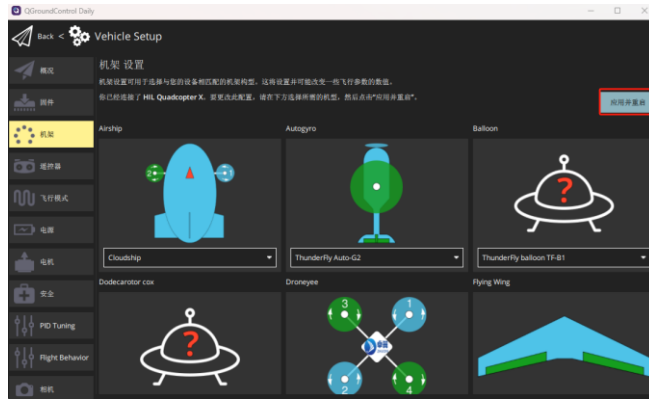 QGroundControl Daily
Back < Vehicle Setup
概况
固件
机架
遥控器
飞行模式
电源
电机
安全
PID Tuning
Flight Behavior
相机
机架 设置
机架设置可用于选择与您的设备相匹配的机架构型。这将设置并可能改变一些飞行参数的数值。
你已经连接了 HIL Quadcopter X。要更改此配置，请在下方选择所需的机型，然后点击“应用并重启”。
应用并重启
Airship
Autogyro
Balloon
2
1
?
Cloudship
ThunderFly Auto-G2
ThunderFly balloon TF-B1
Dodecarotor cox
Droneyee
Flying Wing
?
3
1
2
4